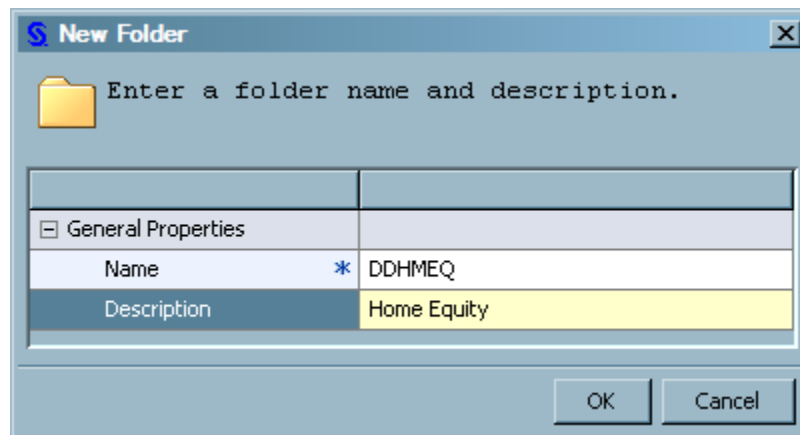 New Folder
Enter a folder name and description.
General Properties
Name * DDHMEQ
Description Home Equity
OK Cancel